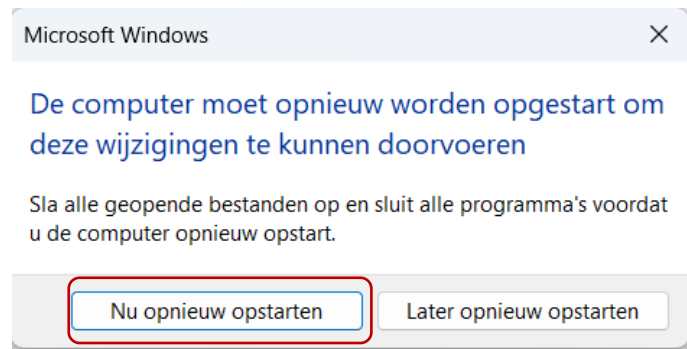 Microsoft Windows
De computer moet opnieuw worden opgestart om
deze wijzigingen te kunnen doorvoeren
Sla alle geopende bestanden op en sluit alle programma's voordat
u de computer opnieuw opstart.
Nu opnieuw opstarten
Later opnieuw opstarten